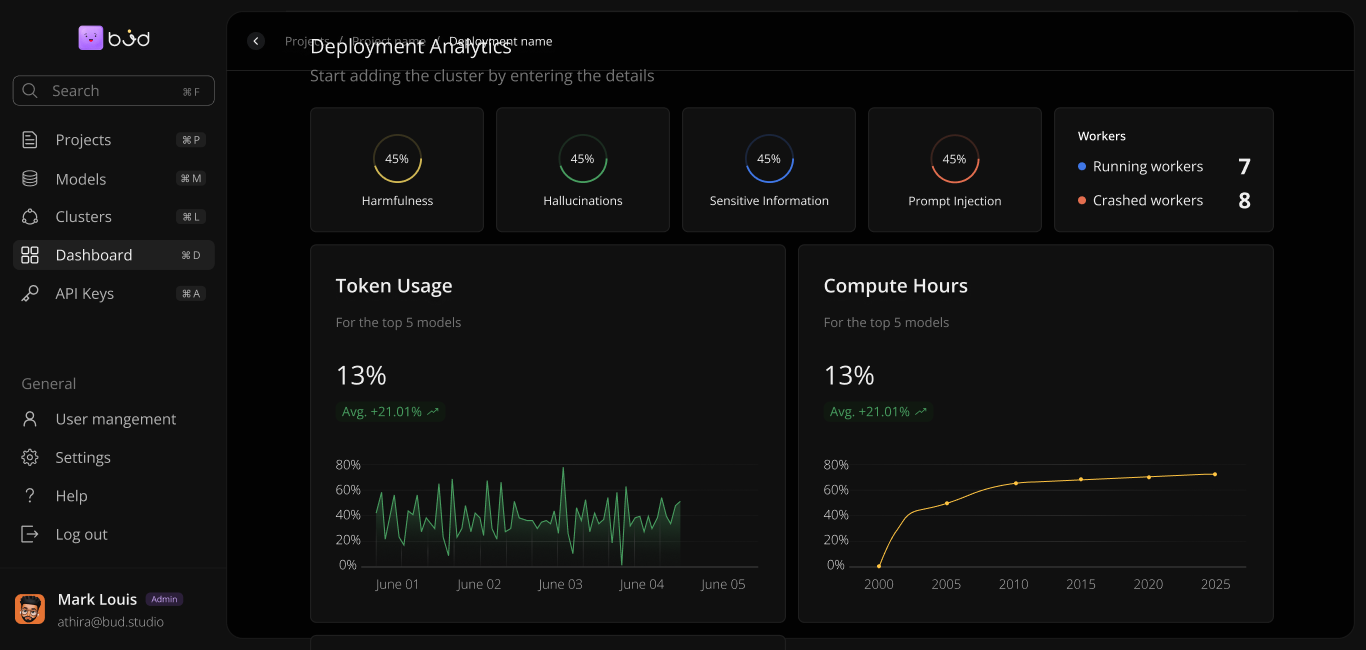 bud
Search ⌘ F
Projects ⌘ P
Models ⌘ M
Clusters ⌘ L
Dashboard ⌘ D
API Keys ⌘ A
General
User mangement
Settings
Help
Log out
Mark Louis Admin
athira@bud.studio
Projects / Project name / Deployment name
Deployment Analytics
Start adding the cluster by entering the details
45%
Harmfulness
45%
Hallucinations
45%
Sensitive Information
45%
Prompt Injection
Workers
Running workers 7
Crashed workers 8
Token Usage
For the top 5 models
13%
Avg. +21.01%
80%
60%
40%
20%
0%
June 01 June 02 June 03 June 04 June 05
Compute Hours
For the top 5 models
13%
Avg. +21.01%
80%
60%
40%
20%
0%
2000 2005 2010 2015 2020 2025